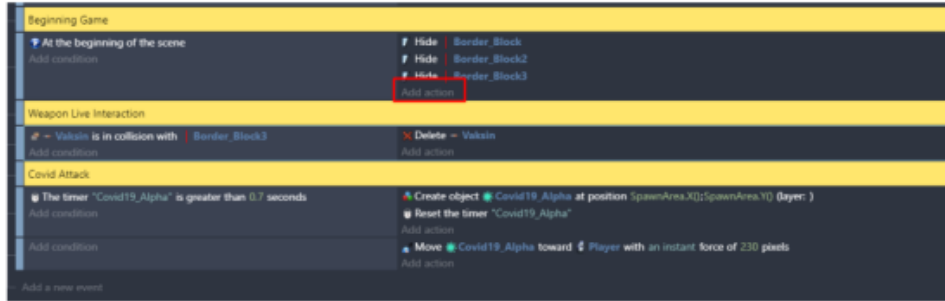 Beginning Game
At the beginning of the scene
Add condition
Hide Border_Block
Hide Border_Block2
Hide Border_Block3
Add action
Weapon Live Interaction
Vaksin is in collision with Border_Block3
Add condition
Delete Vaksin
Add action
Covid Attack
The timer "Covid19_Alpha" is greater than 0.7 seconds
Add condition
Create object Covid19_Alpha at position SpawnArea.X();SpawnArea.Y() (layer: )
Reset the timer "Covid19_Alpha"
Add action
Add condition
Move Covid19_Alpha toward Player with an instant force of 230 pixels
Add action
Add a new event